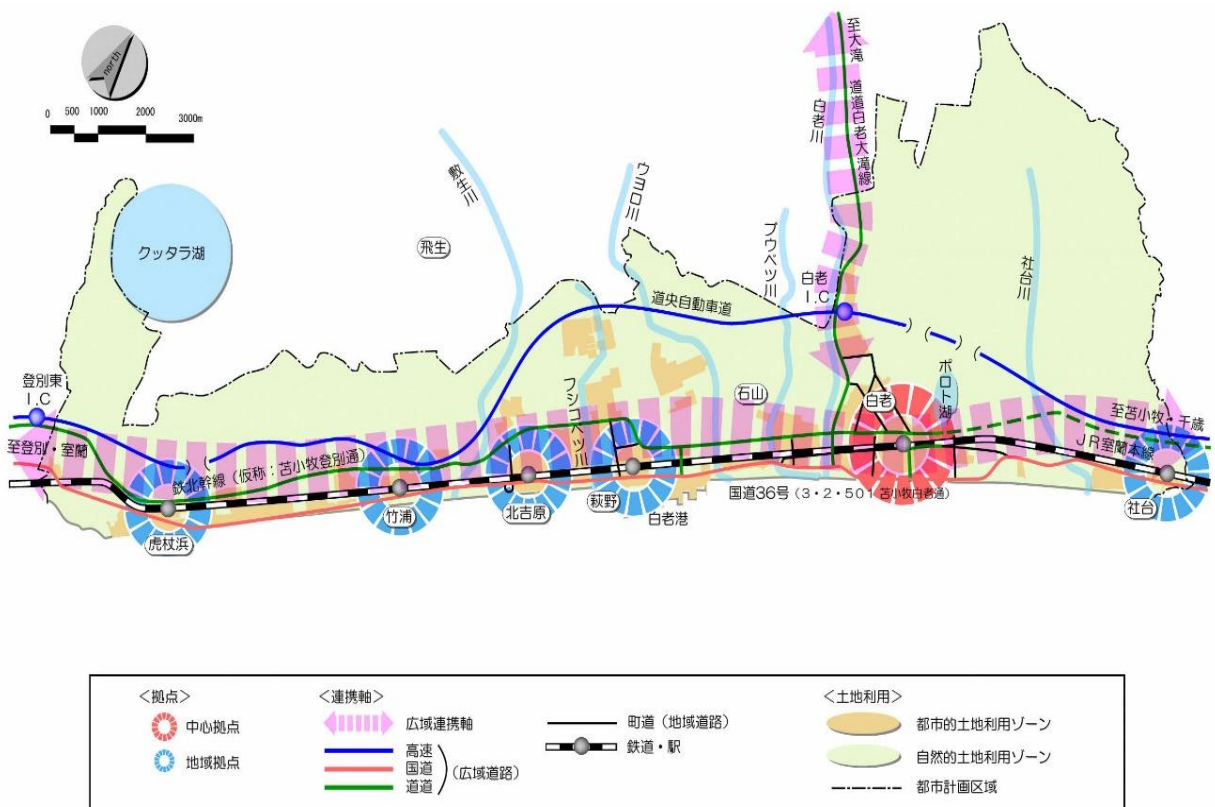 north
0 500 1000 2000 3000m
至大滝
道道白老大滝線
白老川
敷生川
ウヨロ川
ブウベツ川
社台川
クッタラ湖
飛生
白老
I.C
道央自動車道
登別東
I.C
フシコベツ川
石山
白老
ポロト湖
至苫小牧・千歳
至登別・室蘭
JR室蘭本線
鉄北幹線(仮称:苫小牧登別通)
国道36号(3・2・501 苫小牧白老通)
虎杖浜
竹浦
北吉原
萩野
白老港
社台
<拠点>
中心拠点
地域拠点
<連携軸>
広域連携軸
高速
国道
道道
(広域道路)
町道(地域道路)
鉄道・駅
<土地利用>
都市的土地利用ゾーン
自然的土地利用ゾーン
都市計画区域